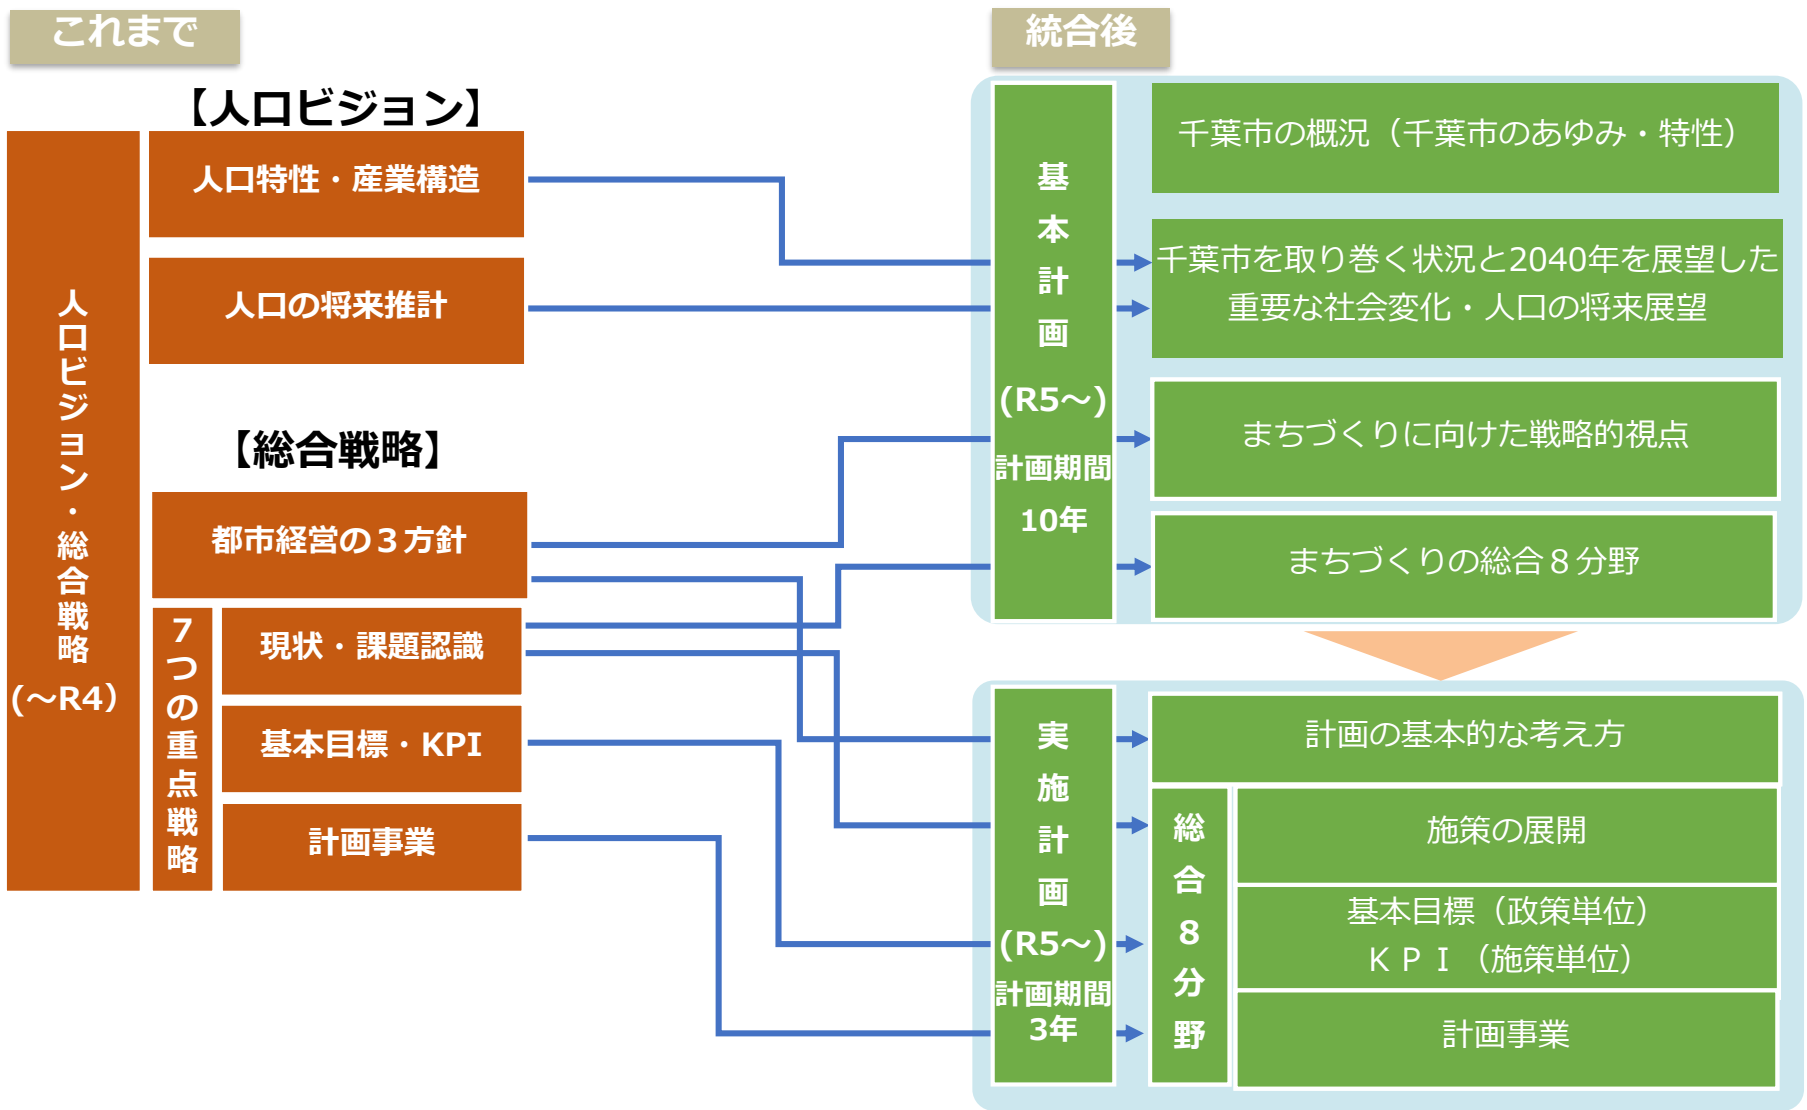 これまで
統合後
【人口ビジョン】
人口ビジョン・総合戦略
(～R4）
人口特性・産業構造
人口の将来推計
【総合戦略】
都市経営の３方針
７つの重点戦略
現状・課題認識
基本目標・KPI
計画事業
基本計画
(R5～)
計画期間
10年
千葉市の概況（千葉市のあゆみ・特性）
千葉市を取り巻く状況と2040年を展望した
重要な社会変化・人口の将来展望
まちづくりに向けた戦略的視点
まちづくりの総合８分野
実施計画
(R5～)
計画期間
3年
計画の基本的な考え方
総合８分野
施策の展開
基本目標（政策単位）
ＫＰＩ（施策単位）
計画事業